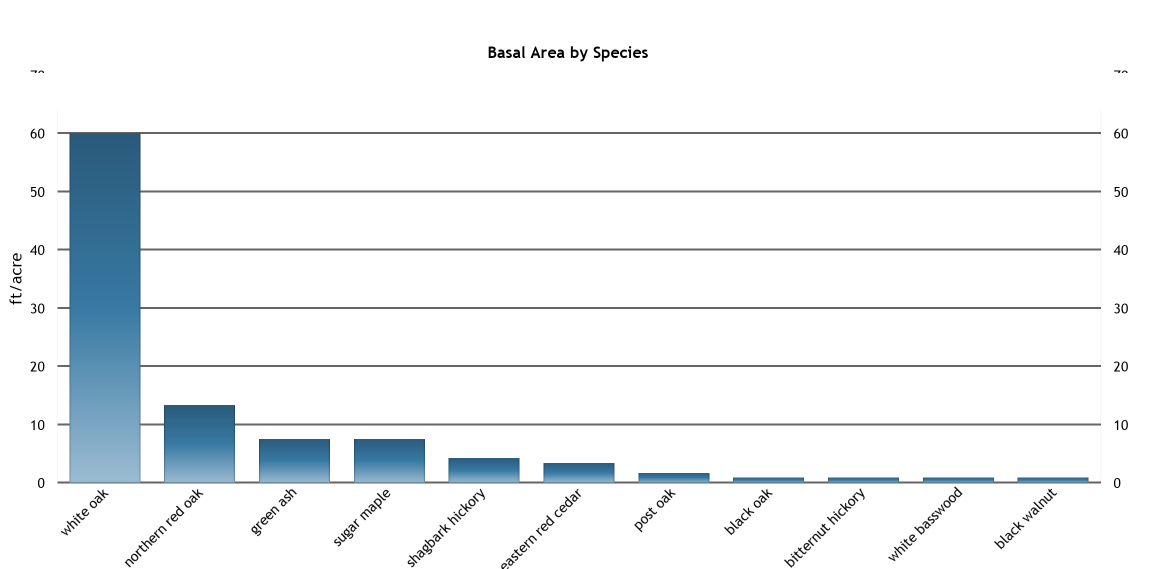 Basal Area by Species
60 60
50 50
40 40
30 30
20 20
10 10
0 0
ft/acre
white oak
northern red oak
green ash
sugar maple
shagbark hickory
eastern red cedar
post oak
black oak
bitternut hickory
white basswood
black walnut